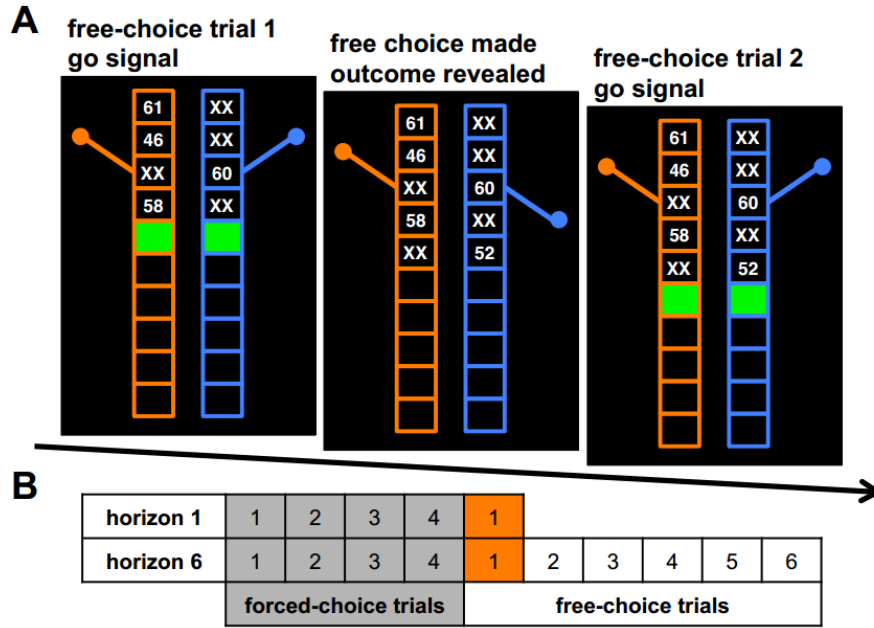 A
free-choice trial 1
go signal
61 XX
46 XX
XX 60
58 XX
free choice made
outcome revealed
61 XX
46 XX
XX 60
58 XX
XX 52
free-choice trial 2
go signal
61 XX
46 XX
XX 60
58 XX
XX 52
B
horizon 1 1 2 3 4 1
horizon 6 1 2 3 4 1 2 3 4 5 6
forced-choice trials free-choice trials